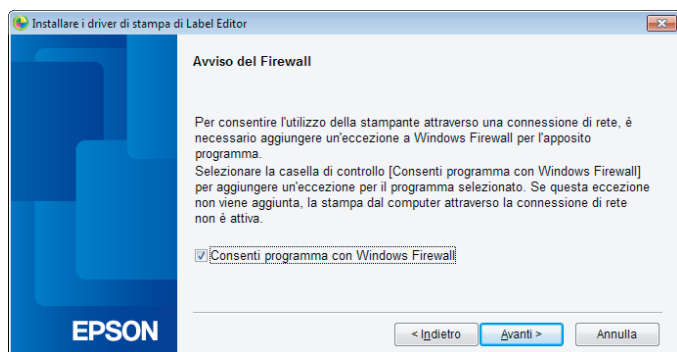 Installare i driver di stampa di Label Editor
Avviso del Firewall
Per consentire l'utilizzo della stampante attraverso una connessione di rete, è
necessario aggiungere un'eccezione a Windows Firewall per l'apposito
programma.
Selezionare la casella di controllo [Consenti programma con Windows Firewall]
per aggiungere un'eccezione per il programma selezionato. Se questa eccezione
non viene aggiunta, la stampa dal computer attraverso la connessione di rete
non è attiva.
Consenti programma con Windows Firewall
EPSON
< Indietro Avanti > Annulla